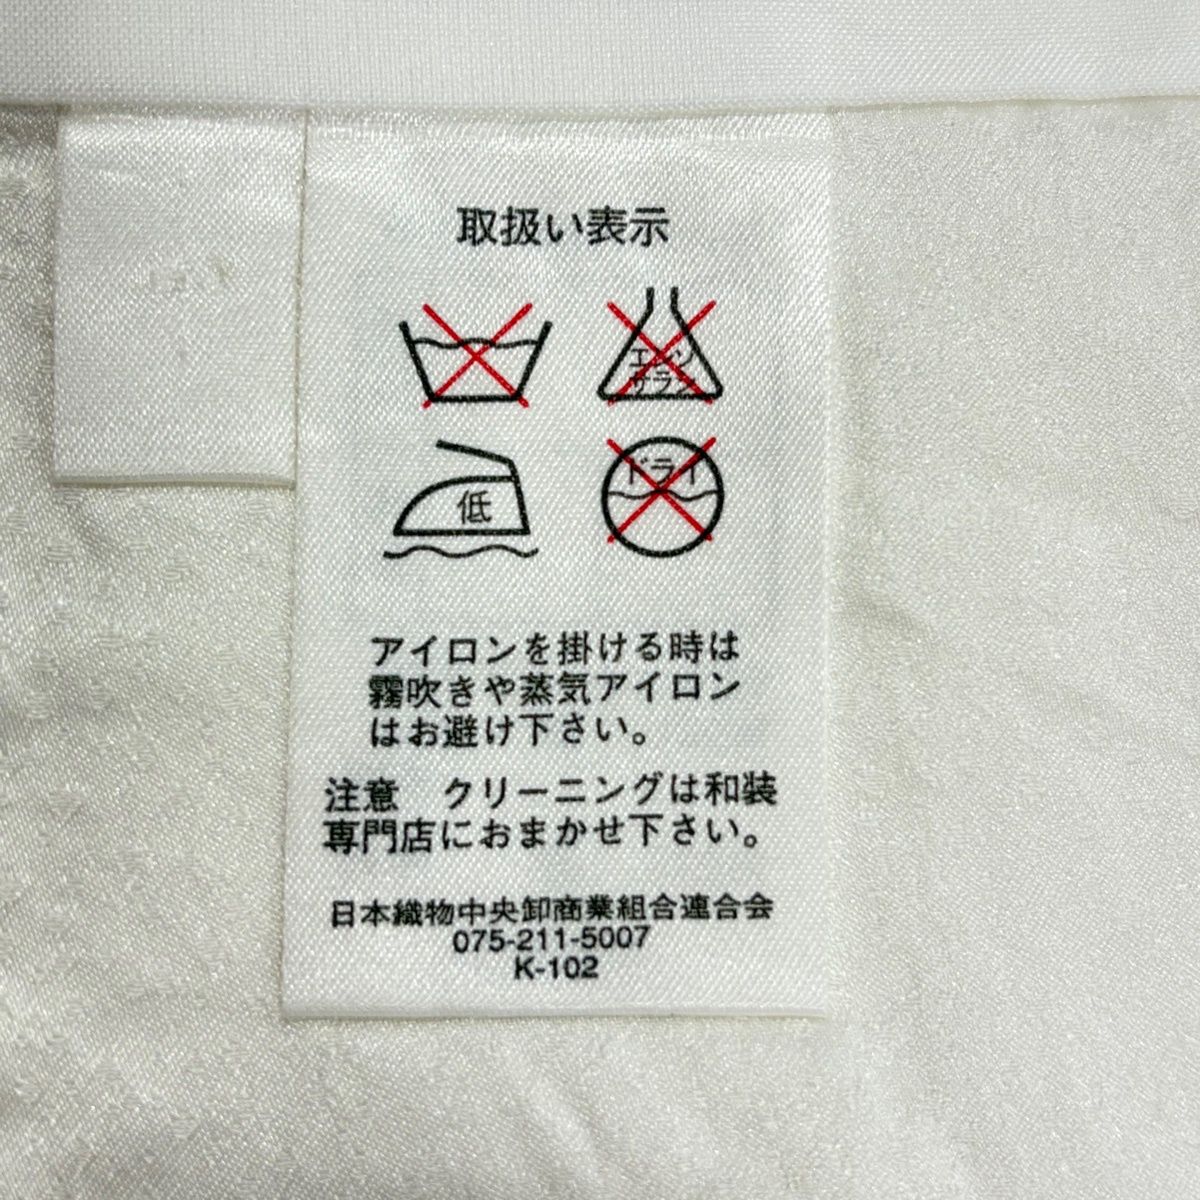 取扱い表示
エンソ
サラシ
低
ドライ
アイロンを掛ける時は
霧吹きや蒸気アイロン
はお避け下さい。
注意 クリーニングは和装
専門店におまかせ下さい。
日本織物中央卸商業組合連合会
075-211-5007
K-102